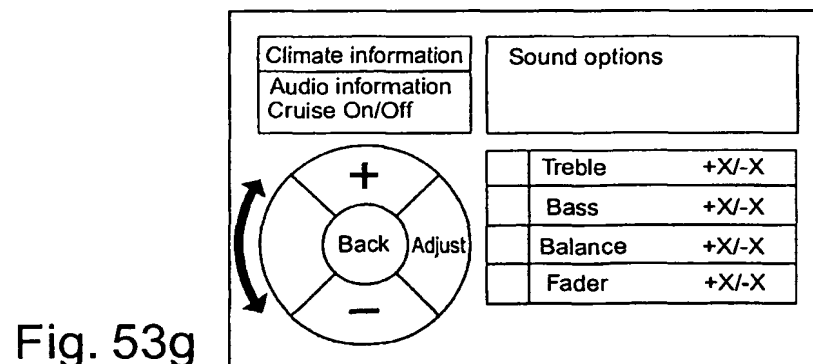 Climate information
Audio information
Cruise On/Off
Sound options
+
Back
Adjust
−
Treble +X/-X
Bass +X/-X
Balance +X/-X
Fader +X/-X
Fig. 53g